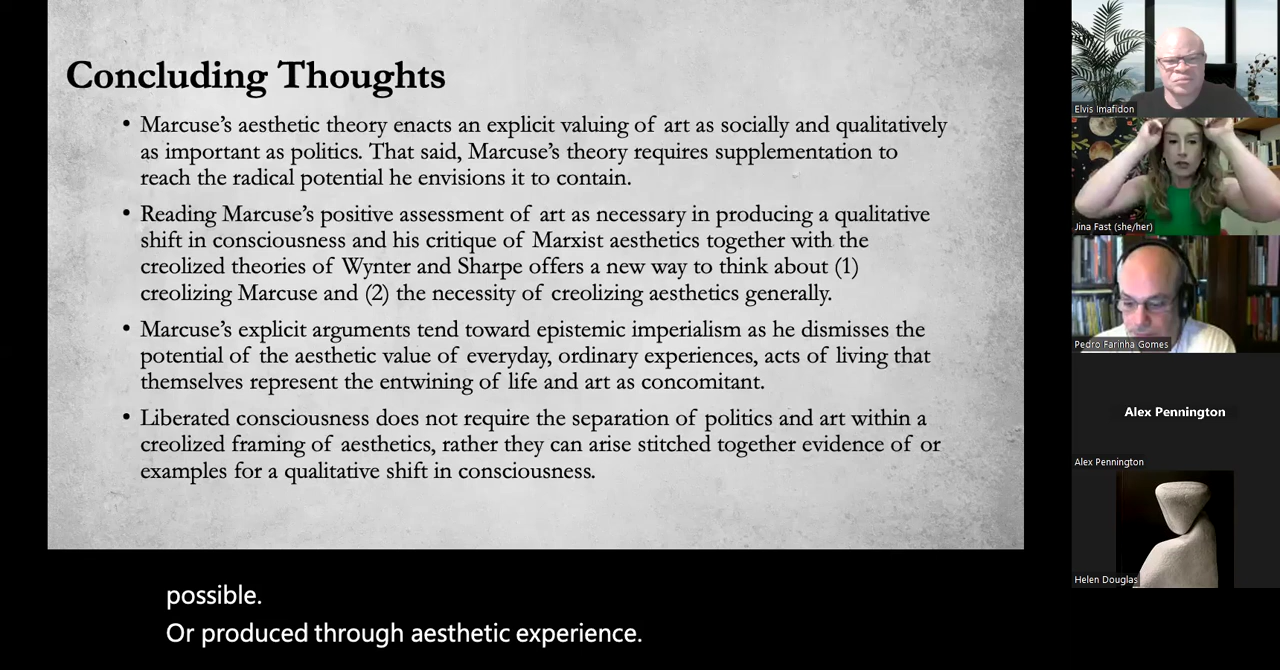 Concluding Thoughts
• Marcuse’s aesthetic theory enacts an explicit valuing of art as socially and qualitatively
as important as politics. That said, Marcuse’s theory requires supplementation to
reach the radical potential he envisions it to contain.
• Reading Marcuse’s positive assessment of art as necessary in producing a qualitative
shift in consciousness and his critique of Marxist aesthetics together with the
creolized theories of Wynter and Sharpe offers a new way to think about (1)
creolizing Marcuse and (2) the necessity of creolizing aesthetics generally.
• Marcuse’s explicit arguments tend toward epistemic imperialism as he dismisses the
potential of the aesthetic value of everyday, ordinary experiences, acts of living that
themselves represent the entwining of life and art as concomitant.
• Liberated consciousness does not require the separation of politics and art within a
creolized framing of aesthetics, rather they can arise stitched together evidence of or
examples for a qualitative shift in consciousness.
possible.
Or produced through aesthetic experience.
Elvis Imafidon
Jina Fast (she/her)
Pedro Farinha Gomes
Alex Pennington
Alex Pennington
Helen Douglas